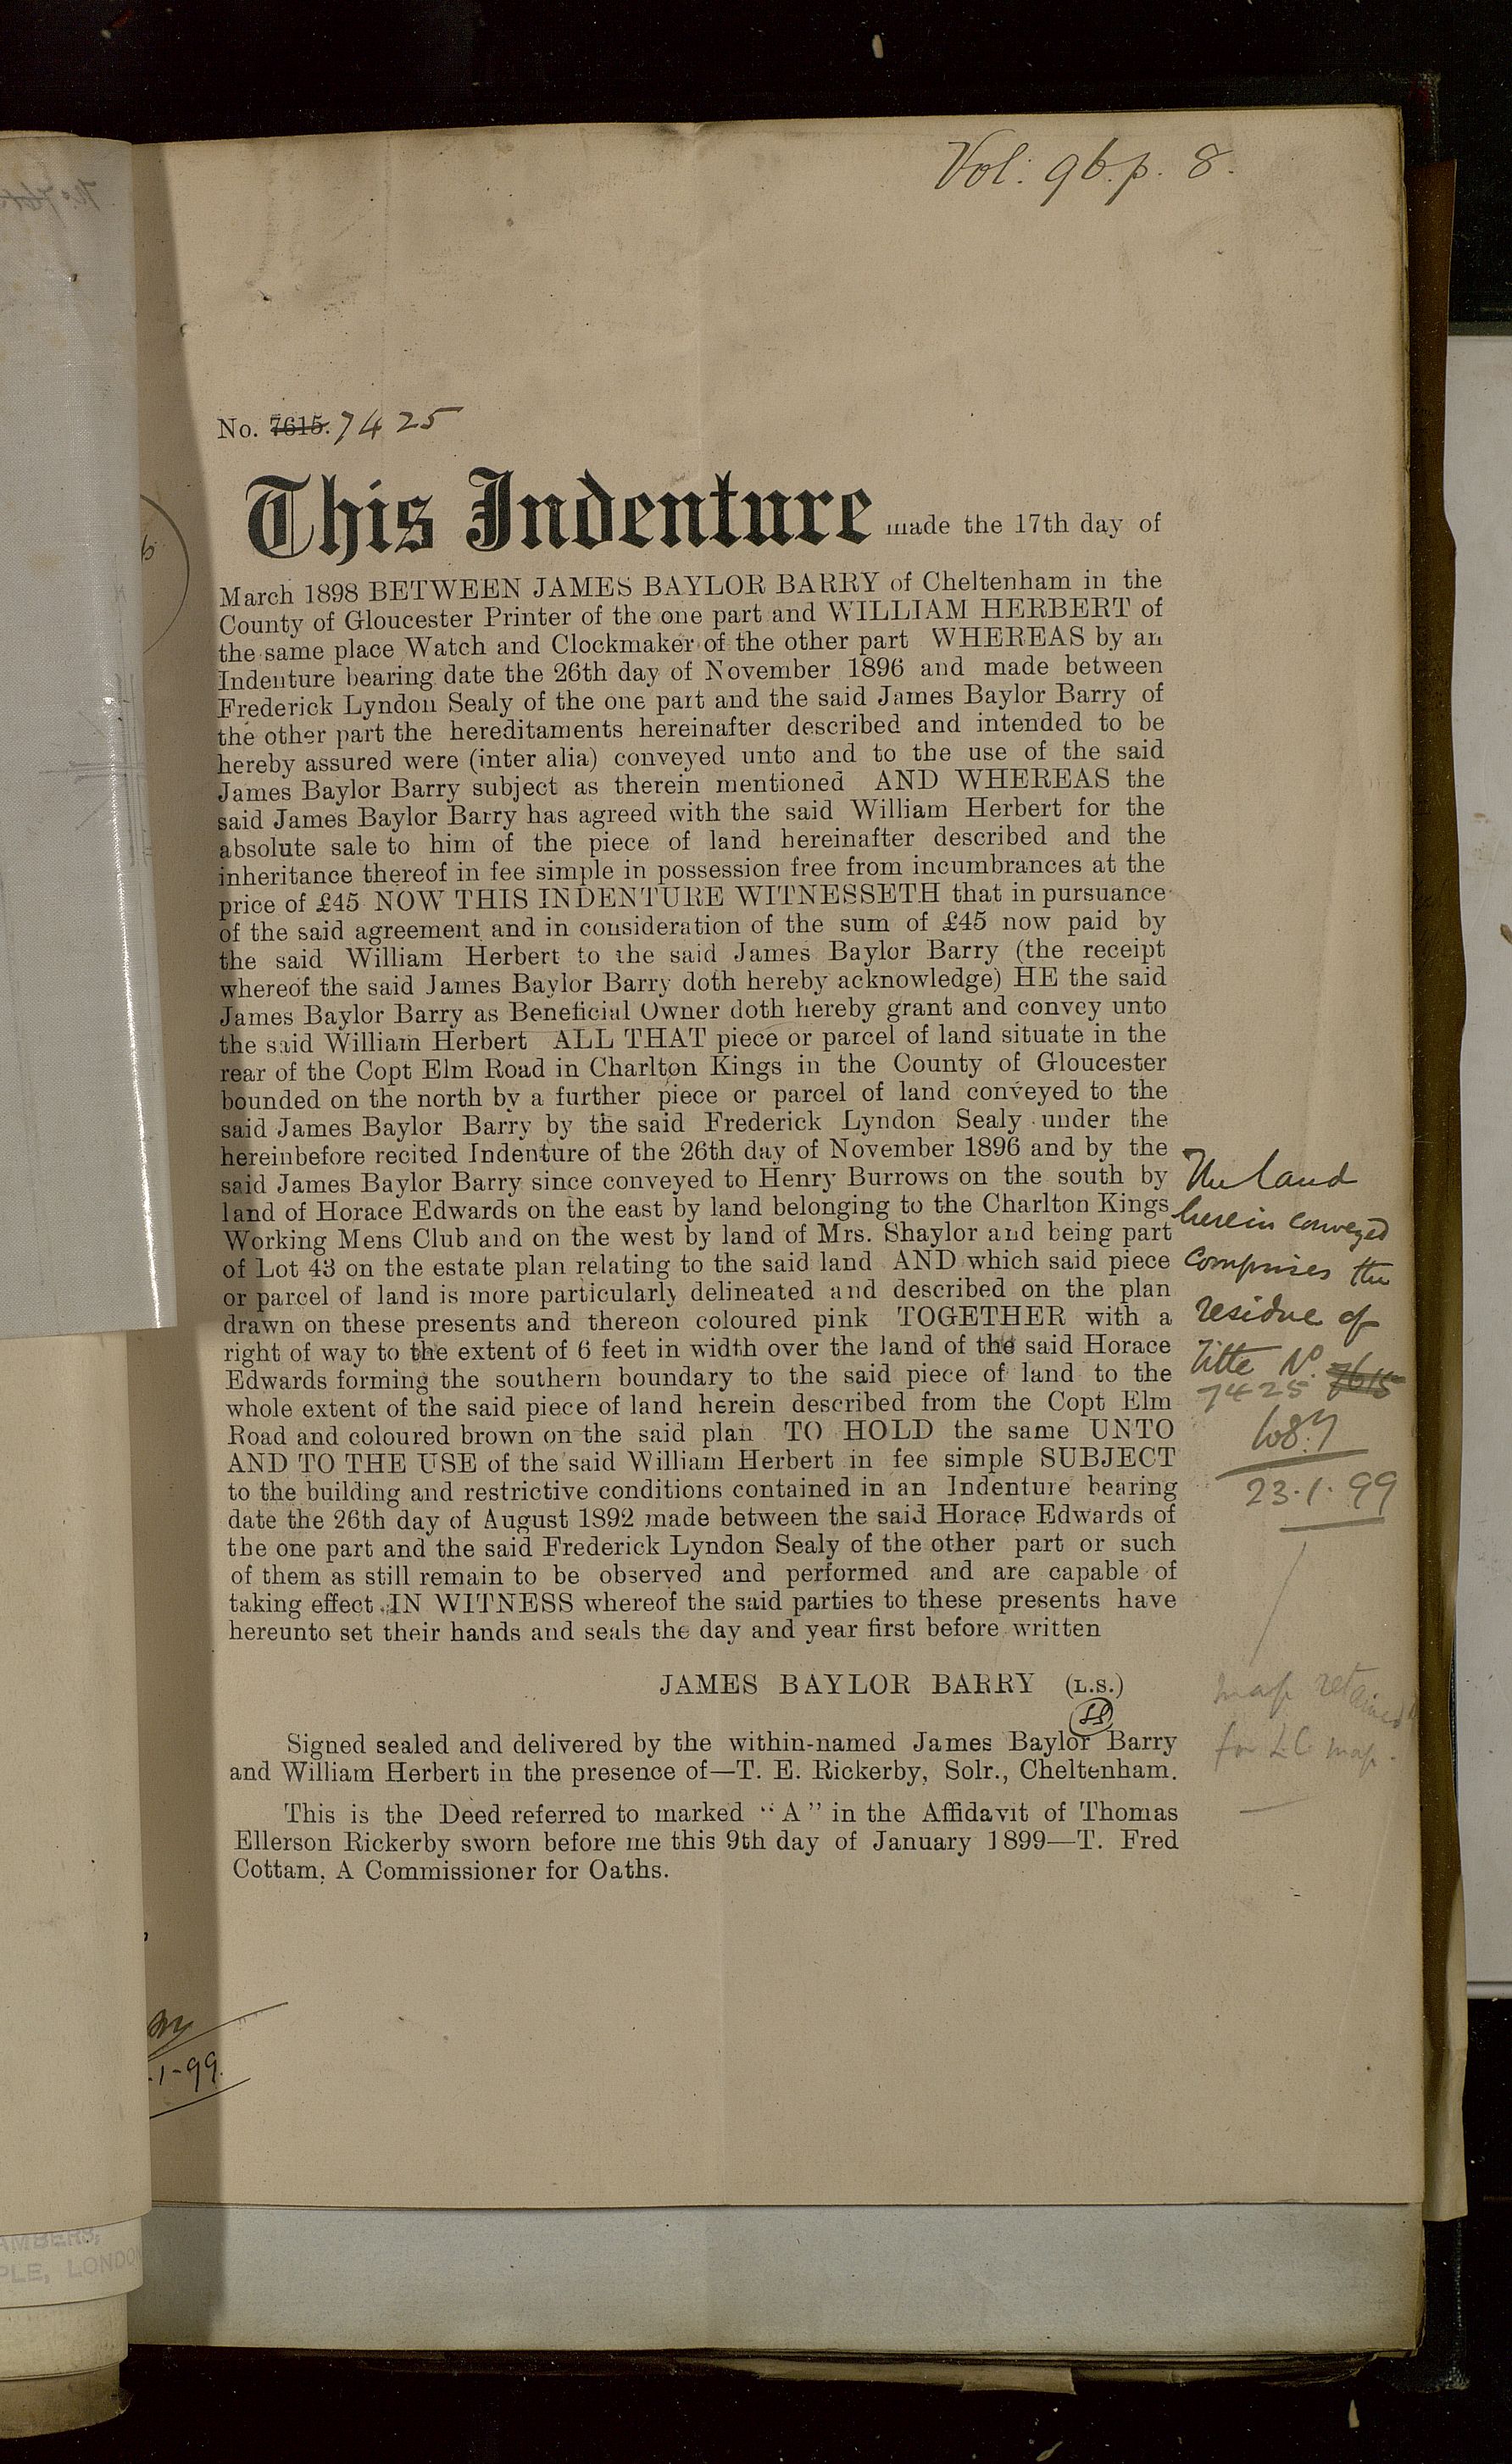 Vol: 96. p. 8.
No. 7615. 7425
This Indenture made the 17th day of
March 1898 BETWEEN JAMES BAYLOR BARRY of Cheltenham in the
County of Gloucester Printer of the one part and WILLIAM HERBERT of
the same place Watch and Clockmaker of the other part WHEREAS by an
Indenture bearing date the 26th day of November 1896 and made between
Frederick Lyndon Sealy of the one part and the said James Baylor Barry of
the other part the hereditaments hereinafter described and intended to be
hereby assured were (inter alia) conveyed unto and to the use of the said
James Baylor Barry subject as therein mentioned AND WHEREAS the
said James Baylor Barry has agreed with the said William Herbert for the
absolute sale to him of the piece of land hereinafter described and the
inheritance thereof in fee simple in possession free from incumbrances at the
price of £45 NOW THIS INDENTURE WITNESSETH that in pursuance
of the said agreement and in consideration of the sum of £45 now paid by
the said William Herbert to the said James Baylor Barry (the receipt
whereof the said James Baylor Barry doth hereby acknowledge) HE the said
James Baylor Barry as Beneficial Owner doth hereby grant and convey unto
the said William Herbert ALL THAT piece or parcel of land situate in the
rear of the Copt Elm Road in Charlton Kings in the County of Gloucester
bounded on the north by a further piece or parcel of land conveyed to the
said James Baylor Barry by the said Frederick Lyndon Sealy under the
hereinbefore recited Indenture of the 26th day of November 1896 and by the
said James Baylor Barry since conveyed to Henry Burrows on the south by
land of Horace Edwards on the east by land belonging to the Charlton Kings
Working Mens Club and on the west by land of Mrs. Shaylor and being part
of Lot 43 on the estate plan relating to the said land AND which said piece
or parcel of land is more particularly delineated and described on the plan
drawn on these presents and thereon coloured pink TOGETHER with a
right of way to the extent of 6 feet in width over the land of the said Horace
Edwards forming the southern boundary to the said piece of land to the
whole extent of the said piece of land herein described from the Copt Elm
Road and coloured brown on the said plan TO HOLD the same UNTO
AND TO THE USE of the said William Herbert in fee simple SUBJECT
to the building and restrictive conditions contained in an Indenture bearing
date the 26th day of August 1892 made between the said Horace Edwards of
the one part and the said Frederick Lyndon Sealy of the other part or such
of them as still remain to be observed and performed and are capable of
taking effect IN WITNESS whereof the said parties to these presents have
hereunto set their hands and seals the day and year first before written
JAMES BAYLOR BARRY (L.S.)
Signed sealed and delivered by the within-named James Baylor Barry
and William Herbert in the presence of—T. E. Rickerby, Solr., Cheltenham.
This is the Deed referred to marked "A" in the Affidavit of Thomas
Ellerson Rickerby sworn before me this 9th day of January 1899—T. Fred
Cottam, A Commissioner for Oaths.
The land
herein conveyed
comprises the
residue of
Title No. 7615
7425
23.1.99
map retained
for L.C. map.
.1-99.
AMBERS,
PLE, LONDON